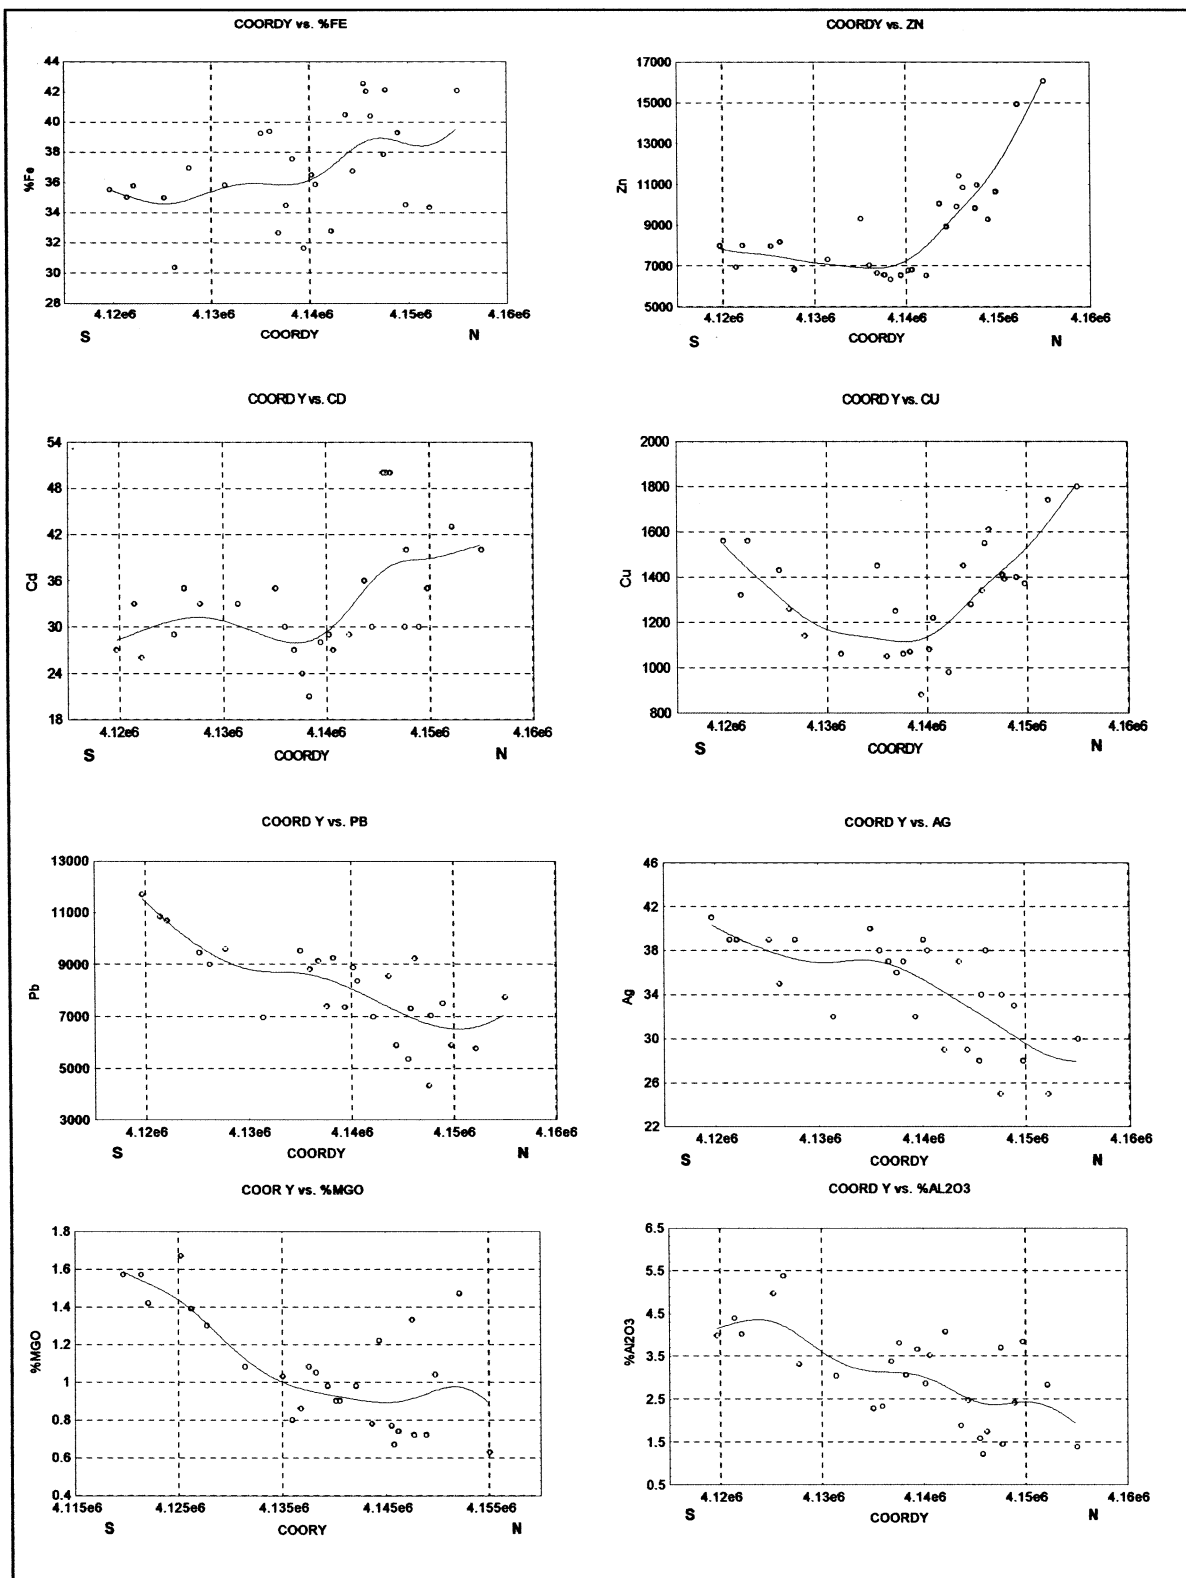 COORDY vs. %FE
44
42
40
38
36
34
32
30
28
%Fe
4.12e6 4.13e6 4.14e6 4.15e6 4.16e6
S COORDY N
COORDY vs. ZN
17000
15000
13000
11000
9000
7000
5000
Zn
4.12e6 4.13e6 4.14e6 4.15e6 4.16e6
S COORDY N
COORD Y vs. CD
54
48
42
36
30
24
18
Cd
4.12e6 4.13e6 4.14e6 4.15e6 4.16e6
S COORDY N
COORD Y vs. CU
2000
1800
1600
1400
1200
1000
800
Cu
4.12e6 4.13e6 4.14e6 4.15e6 4.16e6
S COORDY N
COORD Y vs. PB
13000
11000
9000
7000
5000
3000
Pb
4.12e6 4.13e6 4.14e6 4.15e6 4.16e6
S COORDY N
COORD Y vs. AG
46
42
38
34
30
26
22
Ag
4.12e6 4.13e6 4.14e6 4.15e6 4.16e6
S COORDY N
COOR Y vs. %MGO
1.8
1.6
1.4
1.2
1
0.8
0.6
0.4
%MGO
4.115e6 4.125e6 4.135e6 4.145e6 4.155e6
S COORY N
COORD Y vs. %AL2O3
6.5
5.5
4.5
3.5
2.5
1.5
0.5
%Al2O3
4.12e6 4.13e6 4.14e6 4.15e6 4.16e6
S COORDY N